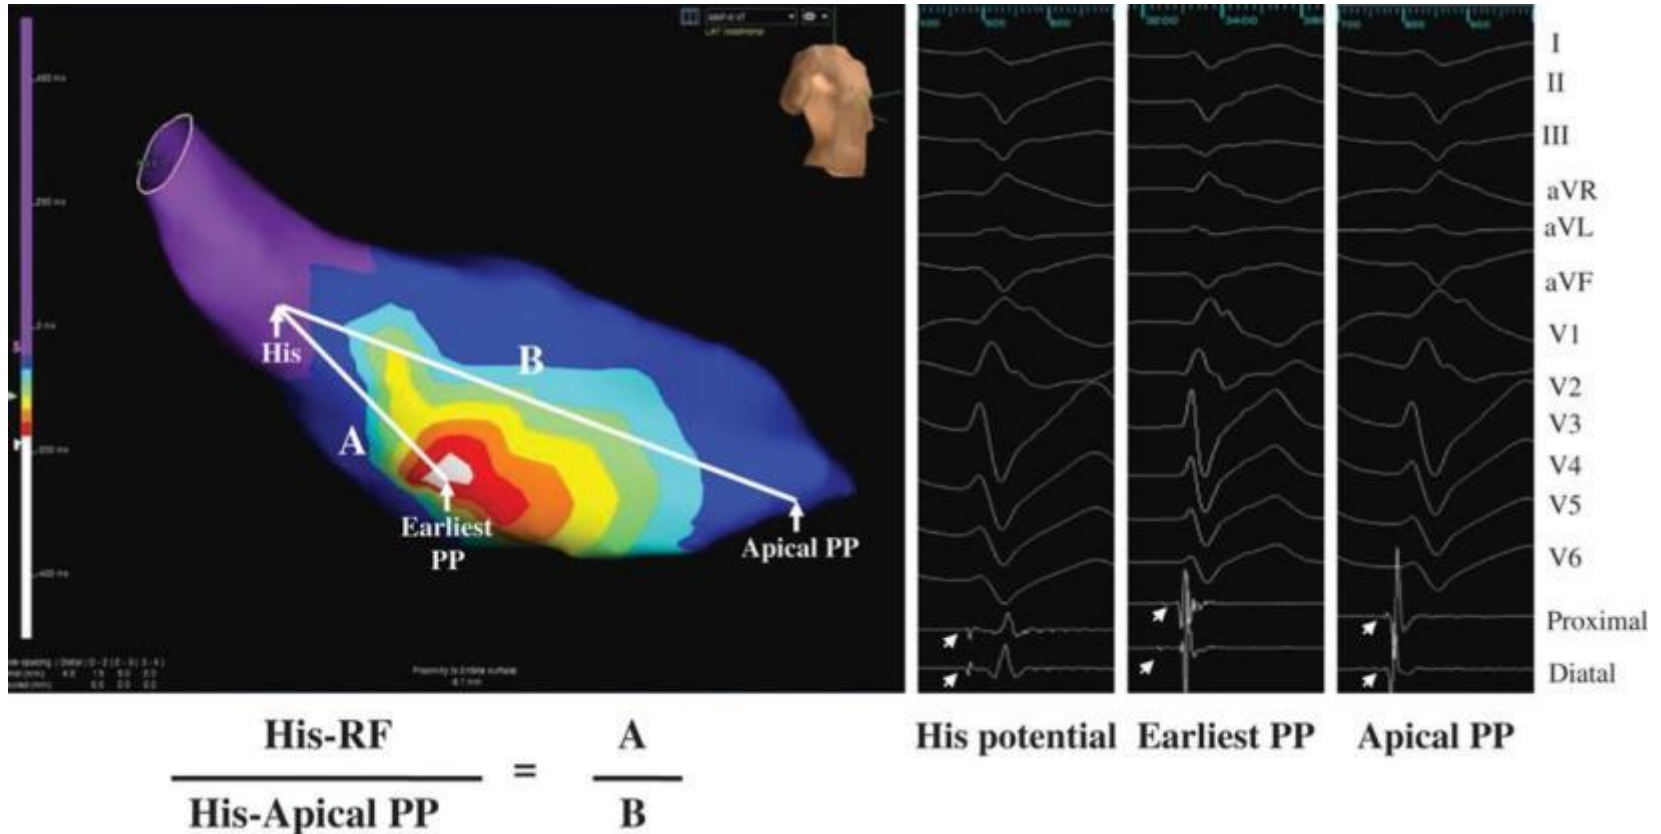 His
A
B
Earliest
PP
Apical PP
I
II
III
aVR
aVL
aVF
V1
V2
V3
V4
V5
V6
Proximal
Diatal
His potential
Earliest PP
Apical PP
His-RF
His-Apical PP
=
A
B